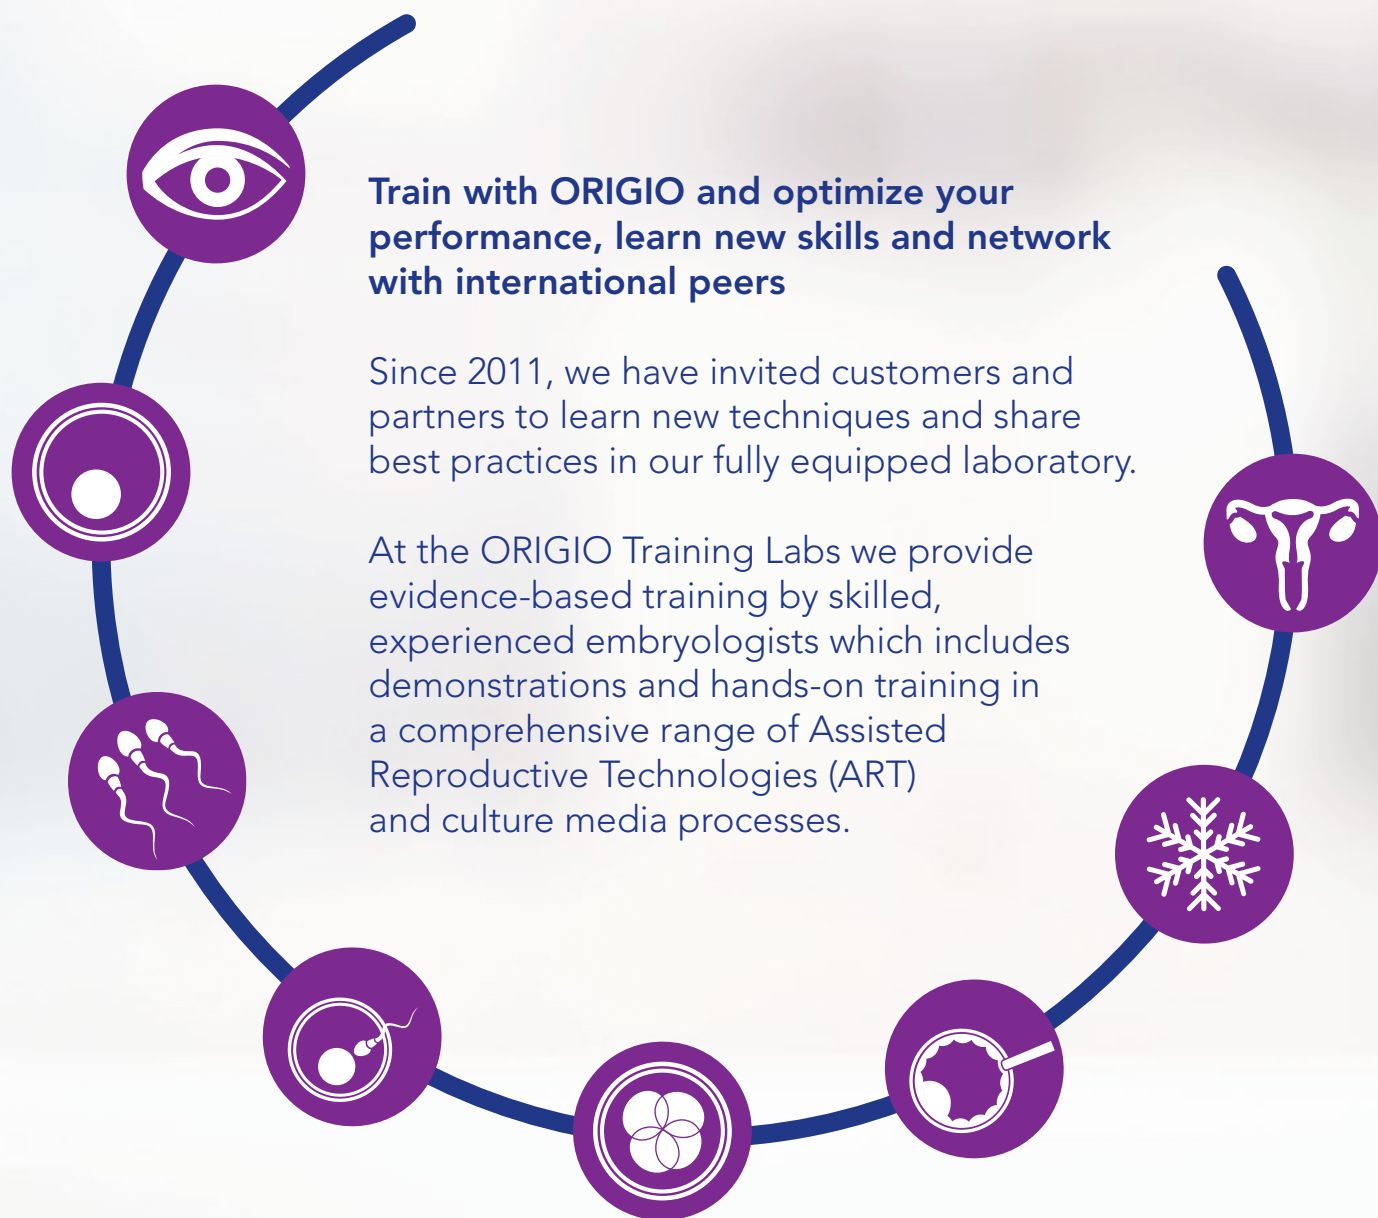 Train with ORIGIO and optimize your
performance, learn new skills and network
with international peers
Since 2011, we have invited customers and
partners to learn new techniques and share
best practices in our fully equipped laboratory.
At the ORIGIO Training Labs we provide
evidence-based training by skilled,
experienced embryologists which includes
demonstrations and hands-on training in
a comprehensive range of Assisted
Reproductive Technologies (ART)
and culture media processes.